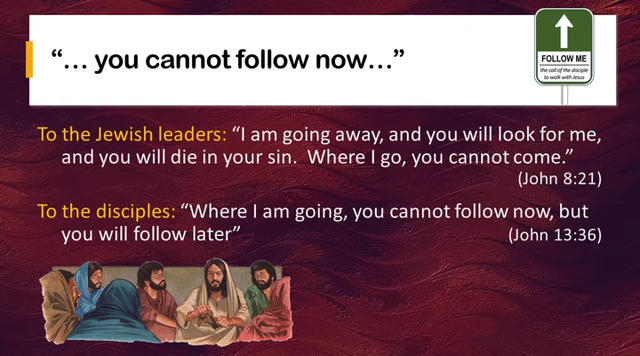 "... you cannot follow now..."
FOLLOW ME
the call of the disciple
to walk with Jesus
To the Jewish leaders: "I am going away, and you will look for me,
and you will die in your sin. Where I go, you cannot come."
(John 8:21)
To the disciples: "Where I am going, you cannot follow now, but
you will follow later" (John 13:36)